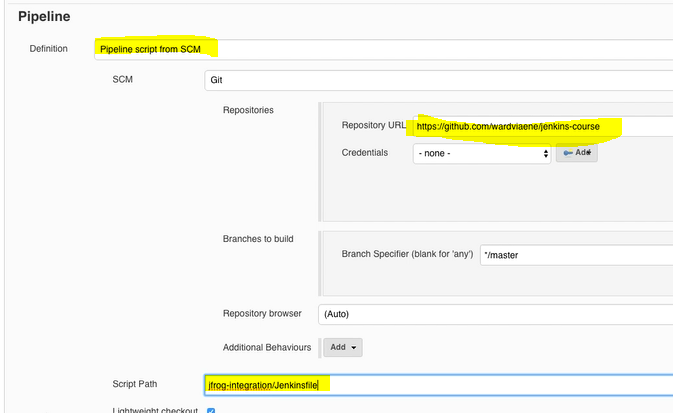 Pipeline
Definition
Pipeline script from SCM
SCM
Git
Repositories
Repository URL
https://github.com/wardviaene/jenkins-course
Credentials
- none -
Add
Branches to build
Branch Specifier (blank for 'any')
*/master
Repository browser
(Auto)
Additional Behaviours
Add
Script Path
jfrog-integration/Jenkinsfile
Lightweight checkout